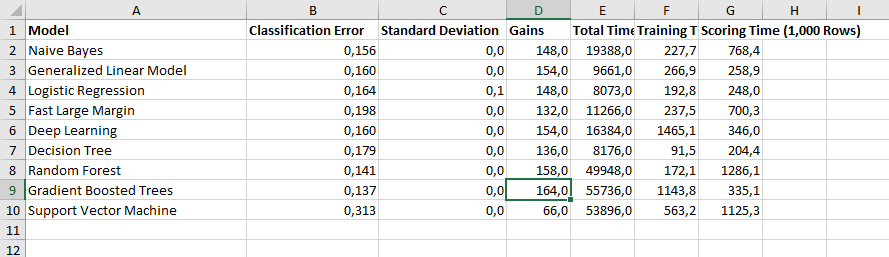 A B C D E F G H I
1 Model Classification Error Standard Deviation Gains Total Time Training T Scoring Time (1,000 Rows)
2 Naive Bayes 0,156 0,0 148,0 19388,0 227,7 768,4
3 Generalized Linear Model 0,160 0,0 154,0 9661,0 266,9 258,9
4 Logistic Regression 0,164 0,1 148,0 8073,0 192,8 248,0
5 Fast Large Margin 0,198 0,0 132,0 11266,0 237,5 700,3
6 Deep Learning 0,160 0,0 154,0 16384,0 1465,1 346,0
7 Decision Tree 0,179 0,0 136,0 8176,0 91,5 204,4
8 Random Forest 0,141 0,0 158,0 49948,0 172,1 1286,1
9 Gradient Boosted Trees 0,137 0,0 164,0 55736,0 1143,8 335,1
10 Support Vector Machine 0,313 0,0 66,0 53896,0 563,2 1125,3
11
12